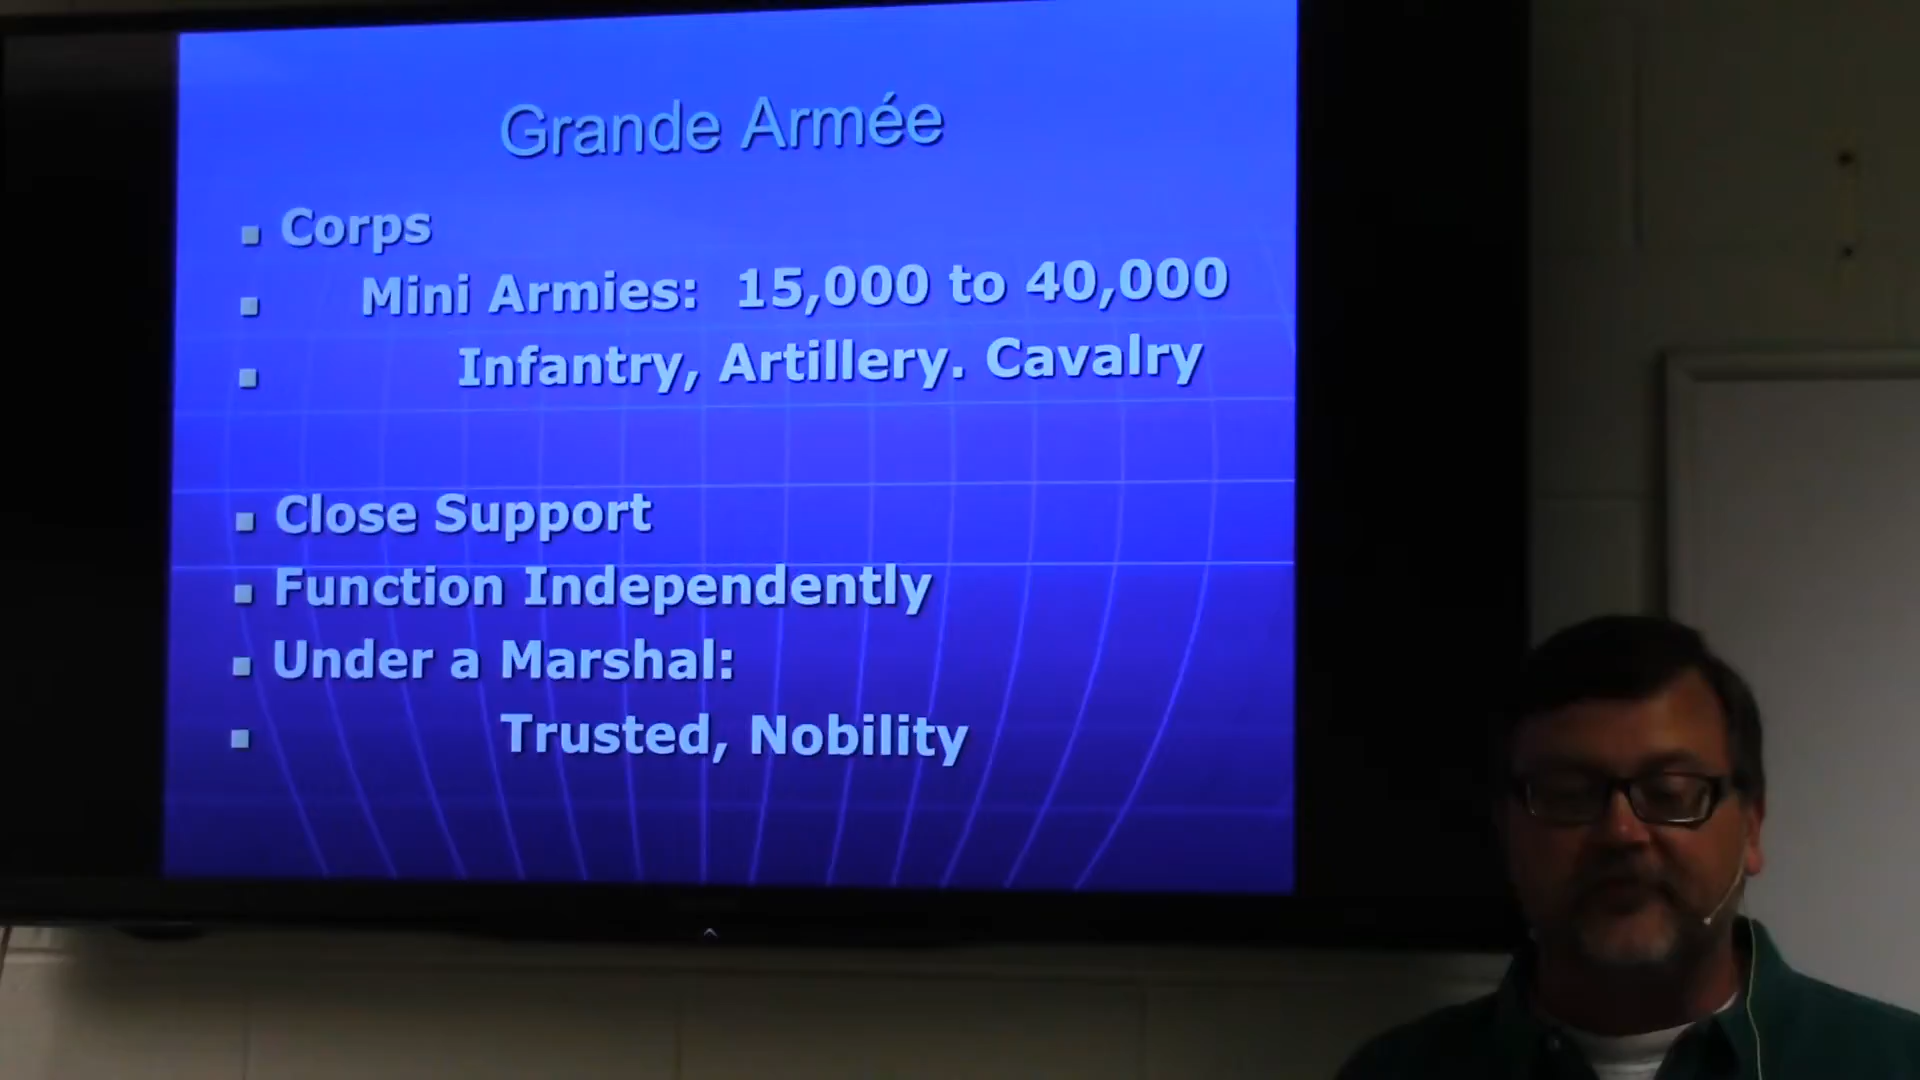 Grande Armée
Corps
Mini Armies: 15,000 to 40,000
Infantry, Artillery. Cavalry
Close Support
Function Independently
Under a Marshal:
Trusted, Nobility